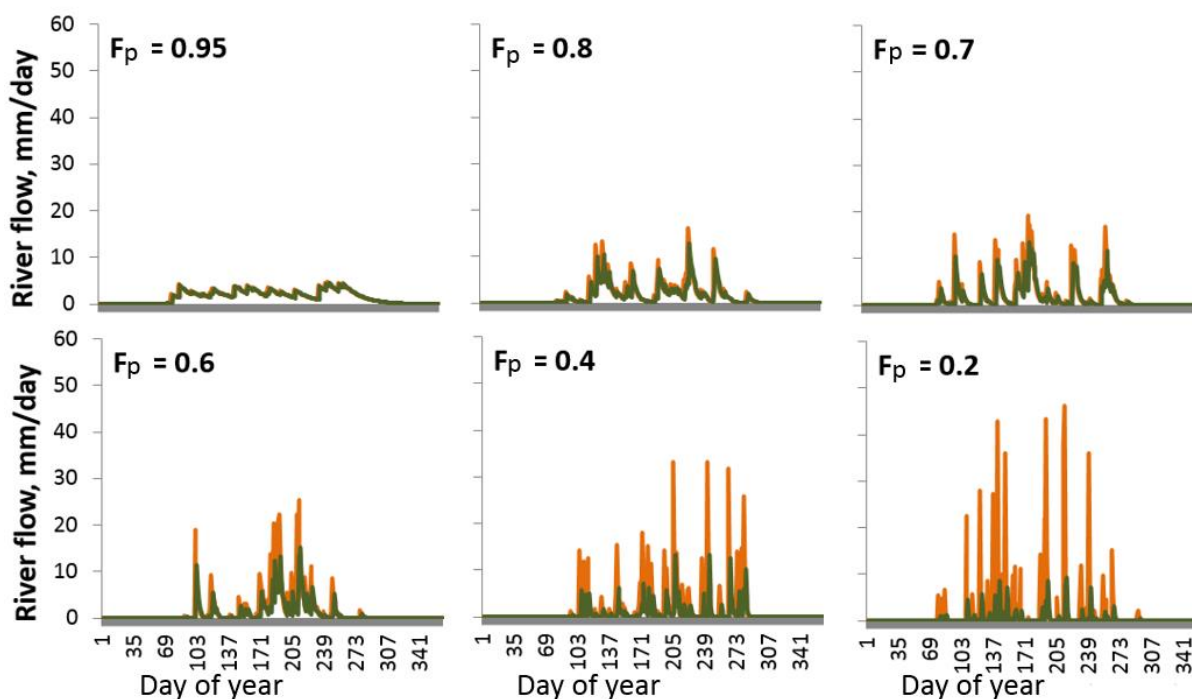 60
50
40
30
20
10
0
River flow, mm/day
Fp = 0.95
Fp = 0.8
Fp = 0.7
60
50
40
30
20
10
0
River flow, mm/day
Fp = 0.6
Fp = 0.4
Fp = 0.2
1 35 69 103 137 171 205 239 273 307 341
1 35 69 103 137 171 205 239 273 307 341
1 35 69 103 137 171 205 239 273 307 341
Day of year
Day of year
Day of year